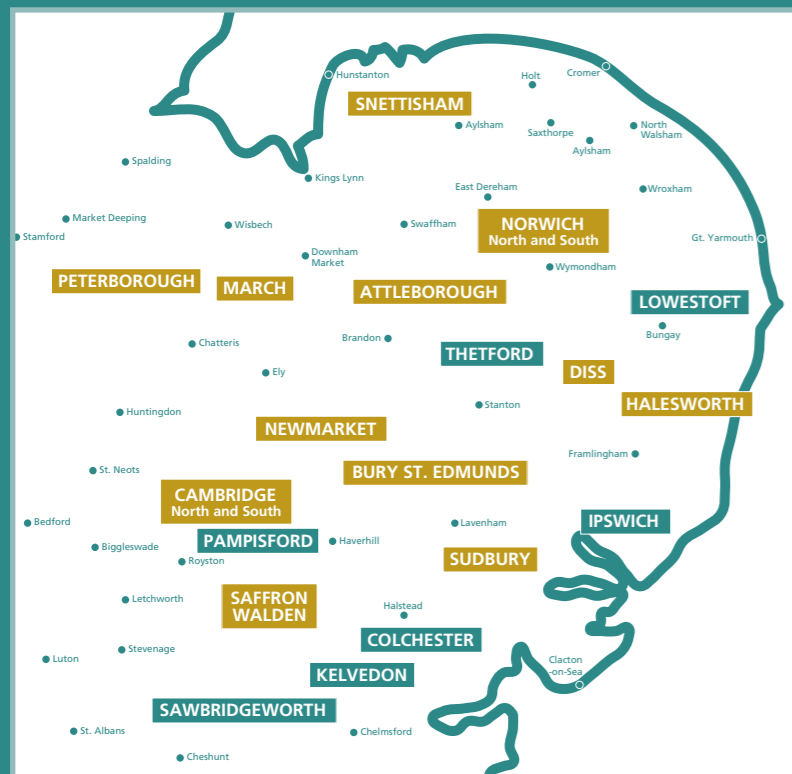 Hunstanton
Holt
Cromer
SNETTISHAM
Aylsham
Saxthorpe
North
Walsham
Aylsham
Spalding
Kings Lynn
East Dereham
Wroxham
Market Deeping
Stamford
Wisbech
Swaffham
NORWICH
North and South
Gt. Yarmouth
Downham
Market
Wymondham
PETERBOROUGH
MARCH
ATTLEBOROUGH
LOWESTOFT
Bungay
Chatteris
Brandon
THETFORD
Ely
DISS
Huntingdon
Stanton
HALESWORTH
NEWMARKET
Framlingham
St. Neots
BURY ST. EDMUNDS
CAMBRIDGE
North and South
Bedford
Lavenham
IPSWICH
Biggleswade
PAMPISFORD
Haverhill
Royston
SUDBURY
Letchworth
SAFFRON
WALDEN
Halstead
Stevenage
COLCHESTER
Luton
Clacton
-on-Sea
KELVEDON
SAWBRIDGEWORTH
St. Albans
Chelmsford
Cheshunt